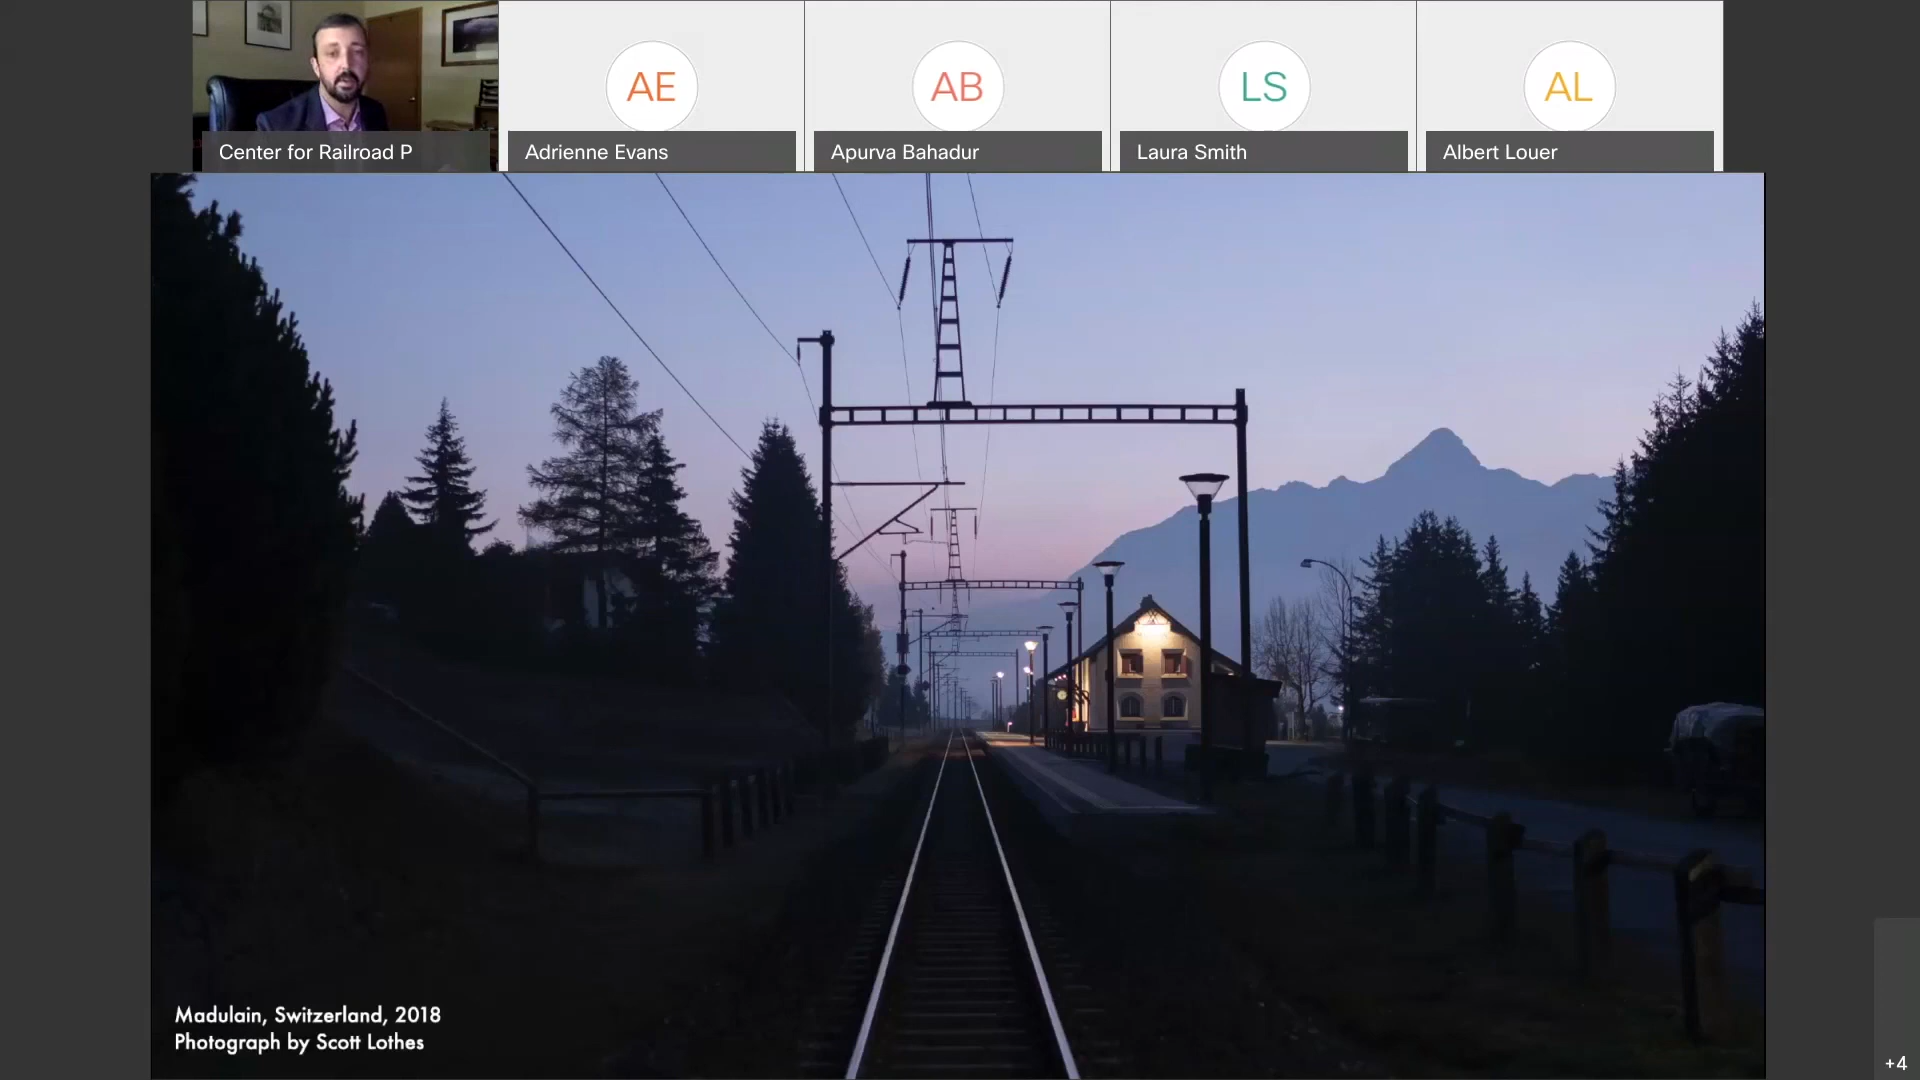 AE
AB
LS
AL
Center for Railroad P
Adrienne Evans
Apurva Bahadur
Laura Smith
Albert Louer
Madulain, Switzerland, 2018
Photograph by Scott Lothes
+4